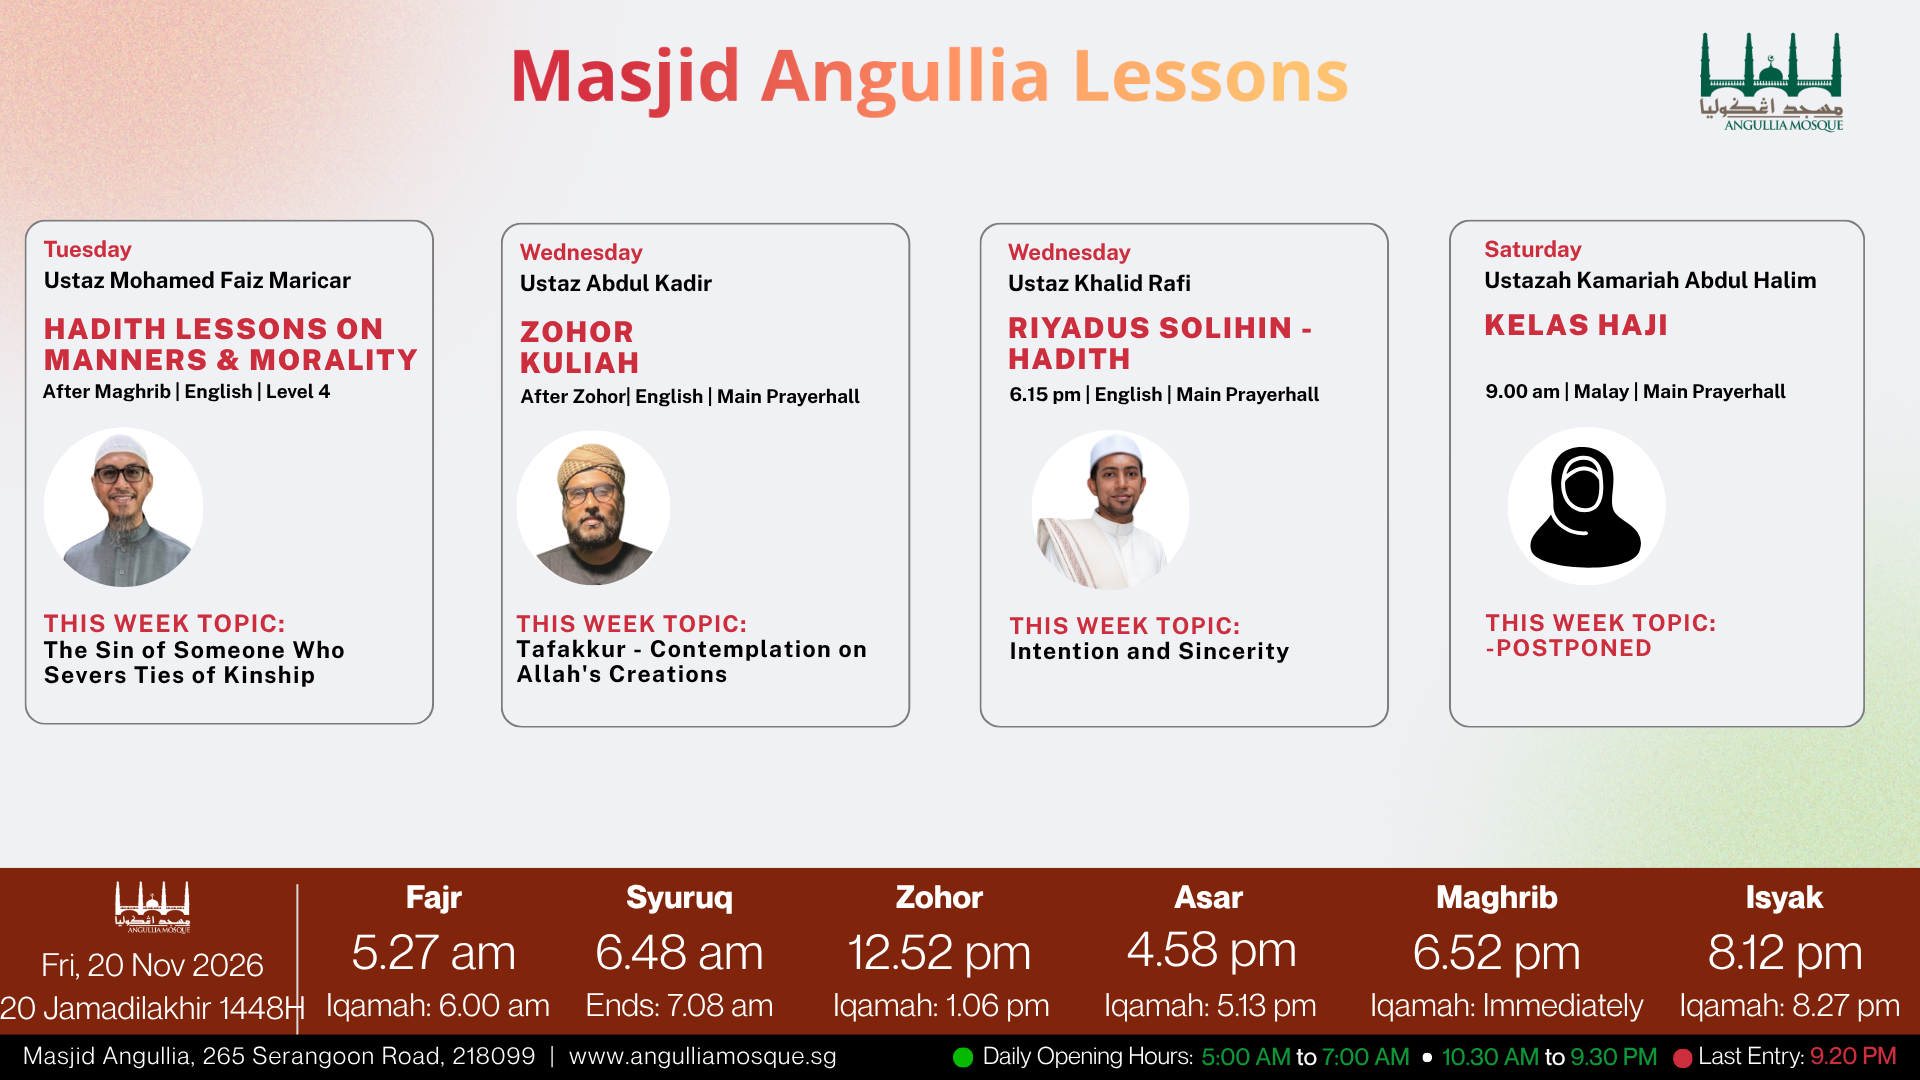 Masjid Angullia Lessons
مسجد اڠكوليا
ANGULLIA MOSQUE
Tuesday
Ustaz Mohamed Faiz Maricar
HADITH LESSONS ON
MANNERS & MORALITY
After Maghrib | English | Level 4
THIS WEEK TOPIC:
The Sin of Someone Who
Severs Ties of Kinship
Wednesday
Ustaz Abdul Kadir
ZOHOR
KULIAH
After Zohor| English | Main Prayerhall
THIS WEEK TOPIC:
Tafakkur - Contemplation on
Allah's Creations
Wednesday
Ustaz Khalid Rafi
RIYADUS SOLIHIN -
HADITH
6.15 pm | English | Main Prayerhall
THIS WEEK TOPIC:
Intention and Sincerity
Saturday
Ustazah Kamariah Abdul Halim
KELAS HAJI
9.00 am | Malay | Main Prayerhall
THIS WEEK TOPIC:
-POSTPONED
مسجد اڠكوليا
ANGULLIA MOSQUE
Fri, 20 Nov 2026
20 Jamadilakhir 1448H
Fajr
5.27 am
Iqamah: 6.00 am
Syuruq
6.48 am
Ends: 7.08 am
Zohor
12.52 pm
Iqamah: 1.06 pm
Asar
4.58 pm
Iqamah: 5.13 pm
Maghrib
6.52 pm
Iqamah: Immediately
Isyak
8.12 pm
Iqamah: 8.27 pm
Masjid Angullia, 265 Serangoon Road, 218099 | www.angulliamosque.sg
Daily Opening Hours: 5:00 AM to 7:00 AM • 10.30 AM to 9.30 PM
Last Entry: 9.20 PM